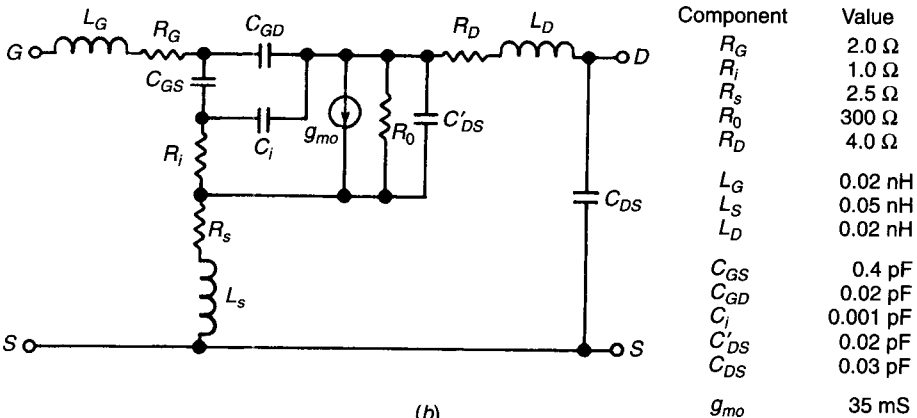 L_G
R_G
C_GD
R_D
L_D
G
D
C_GS
C_i
g_mo
R_0
C'_DS
R_i
R_s
C_DS
L_s
S
S
(b)
Component Value
R_G 2.0 Ω
R_i 1.0 Ω
R_s 2.5 Ω
R_0 300 Ω
R_D 4.0 Ω
L_G 0.02 nH
L_S 0.05 nH
L_D 0.02 nH
C_GS 0.4 pF
C_GD 0.02 pF
C_i 0.001 pF
C'_DS 0.02 pF
C_DS 0.03 pF
g_mo 35 mS